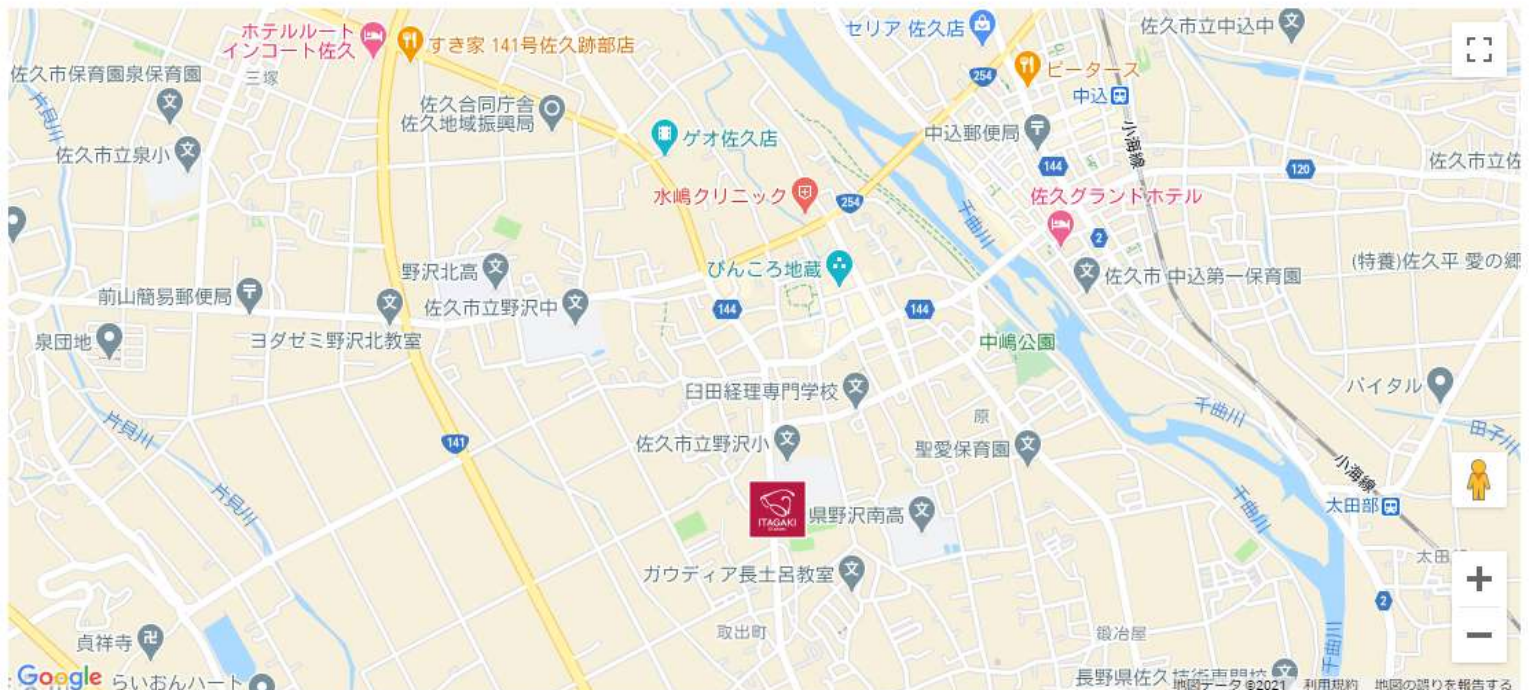 ホテルルート
インコート佐久
すき家 141号佐久跡部店
セリア 佐久店
佐久市立中込中
佐久市保育園泉保育園
三塚
254
ピータース
中込
片貝川
佐久合同庁舎
佐久地域振興局
ゲオ佐久店
中込郵便局
小海線
佐久市立泉小
144
120
佐久市立佐
水嶋クリニック
254
佐久グランドホテル
千曲川
2
野沢北高
ぴんころ地蔵
佐久市 中込第一保育園
(特養)佐久平 愛の郷
前山簡易郵便局
佐久市立野沢中
144
144
泉団地
ヨダゼミ野沢北教室
中嶋公園
臼田経理専門学校
バイタル
原
千曲川
片貝川
141
佐久市立野沢小
聖愛保育園
田子川
小海線
片貝川
ITAGAKI
県野沢南高
千曲川
太田部
太田
ガウディア長土呂教室
2
貞祥寺
取出町
鍛冶屋
千曲川
Google
らいおんハート
長野県佐久技術専門校
地図データ ©2021
利用規約
地図の誤りを報告する